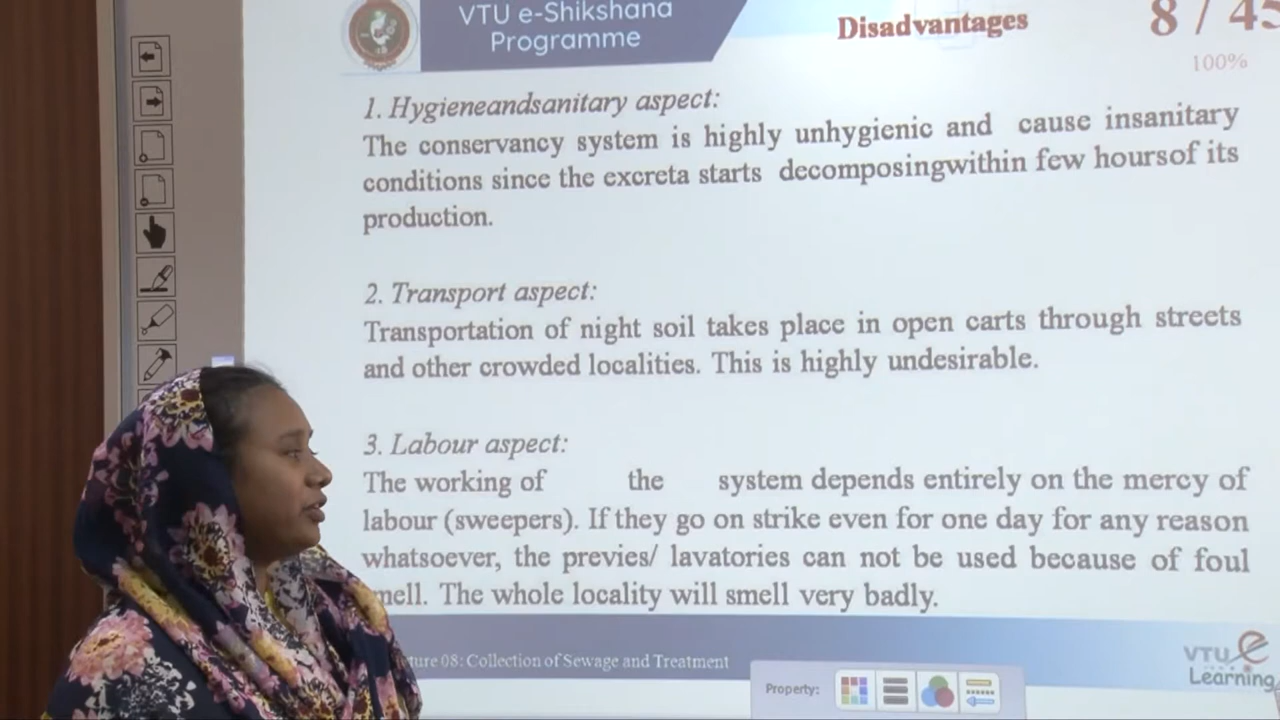 VTU e-Shikshana
Programme
Disadvantages
8 / 45
100%
1. Hygieneandsanitary aspect:
The conservancy system is highly unhygienic and cause insanitary
conditions since the excreta starts decomposingwithin few hoursof its
production.
2. Transport aspect:
Transportation of night soil takes place in open carts through streets
and other crowded localities. This is highly undesirable.
3. Labour aspect:
The working of the system depends entirely on the mercy of
labour (sweepers). If they go on strike even for one day for any reason
whatsoever, the previes/ lavatories can not be used because of foul
mell. The whole locality will smell very badly.
ture 08: Collection of Sewage and Treatment
VTU e
Learning
Property: